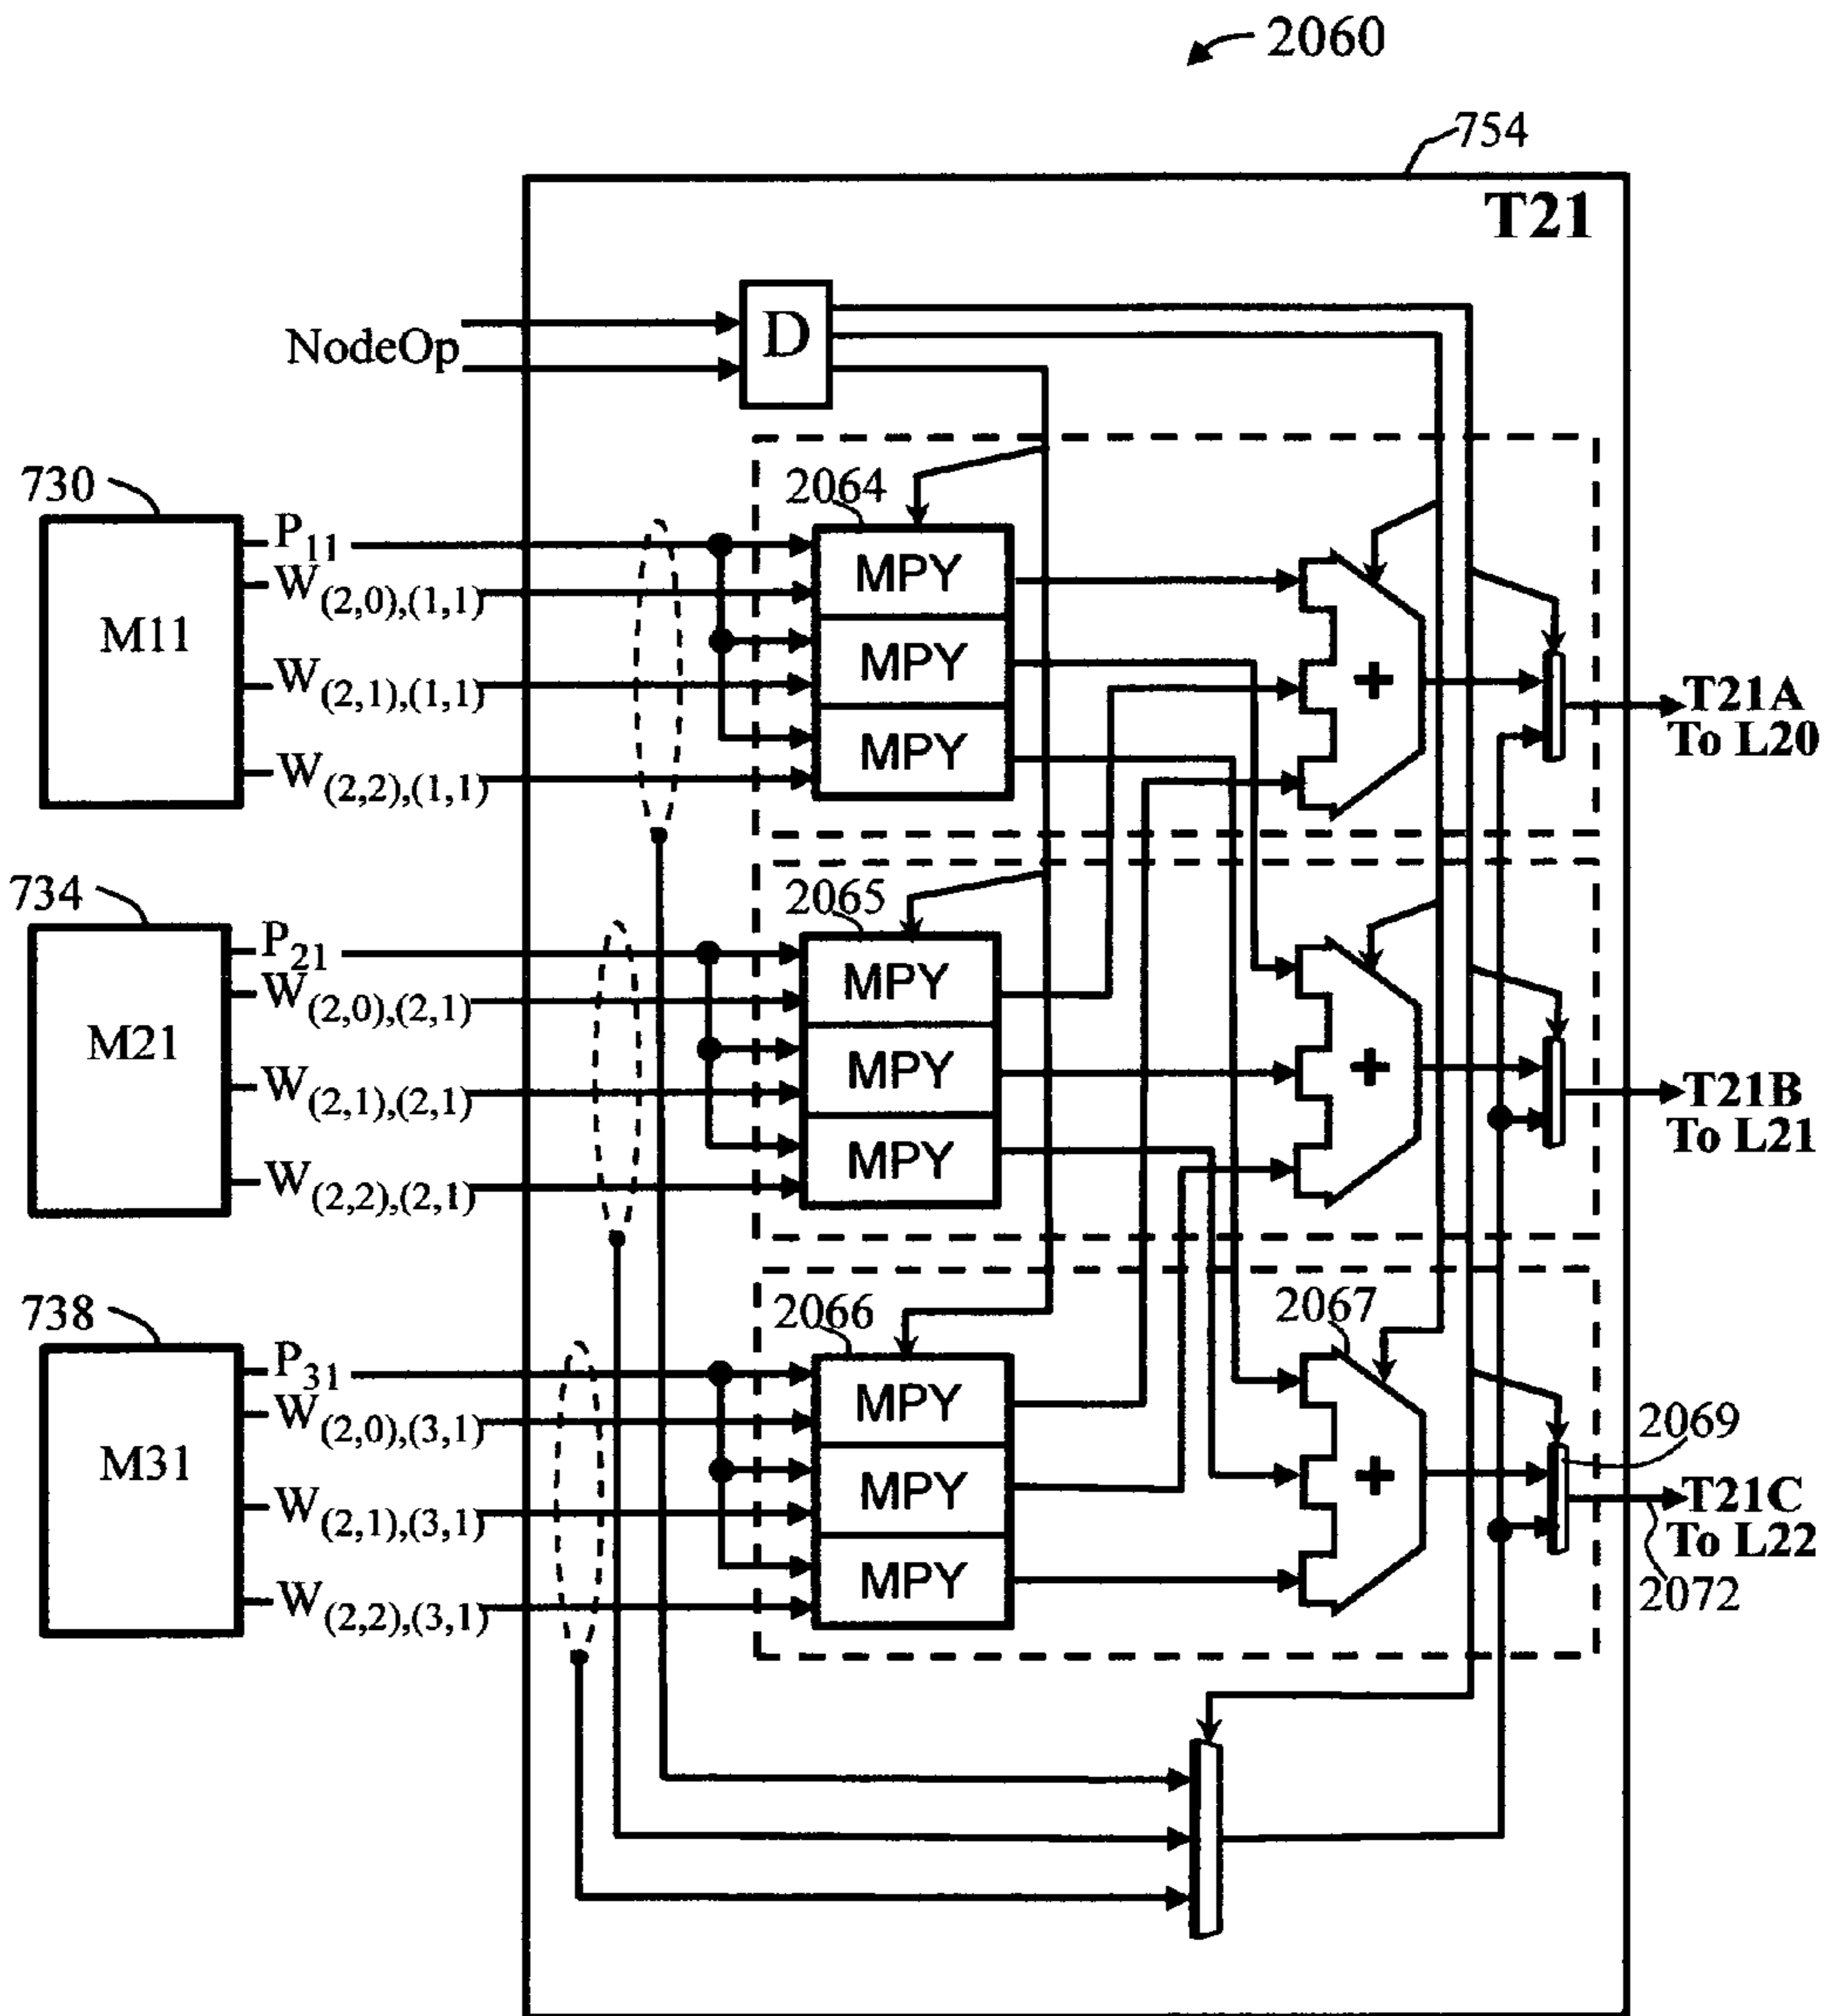 2060
754
T21
D
NodeOp
730
2064
M11
P11
W(2,0),(1,1)
W(2,1),(1,1)
W(2,2),(1,1)
MPY
MPY
MPY
+
T21A
To L20
734
2065
M21
P21
W(2,0),(2,1)
W(2,1),(2,1)
W(2,2),(2,1)
MPY
MPY
MPY
+
T21B
To L21
738
2066
2067
M31
P31
W(2,0),(3,1)
W(2,1),(3,1)
W(2,2),(3,1)
MPY
MPY
MPY
+
2069
T21C
To L22
2072